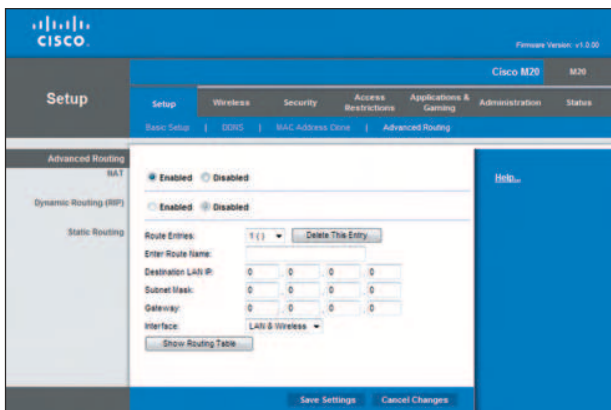 CISCO
Firmware Version: v1.0.00
Cisco M20 M20
Setup
Setup Wireless Security Access Restrictions Applications & Gaming Administration Status
Basic Setup | DDNS | MAC Address Clone | Advanced Routing
Advanced Routing
NAT Enabled Disabled
Help...
Dynamic Routing (RIP) Enabled Disabled
Static Routing Route Entries: 1 ( ) Delete This Entry
Enter Route Name:
Destination LAN IP: 0 . 0 . 0 . 0
Subnet Mask: 0 . 0 . 0 . 0
Gateway: 0 . 0 . 0 . 0
Interface: LAN & Wireless
Show Routing Table
Save Settings Cancel Changes